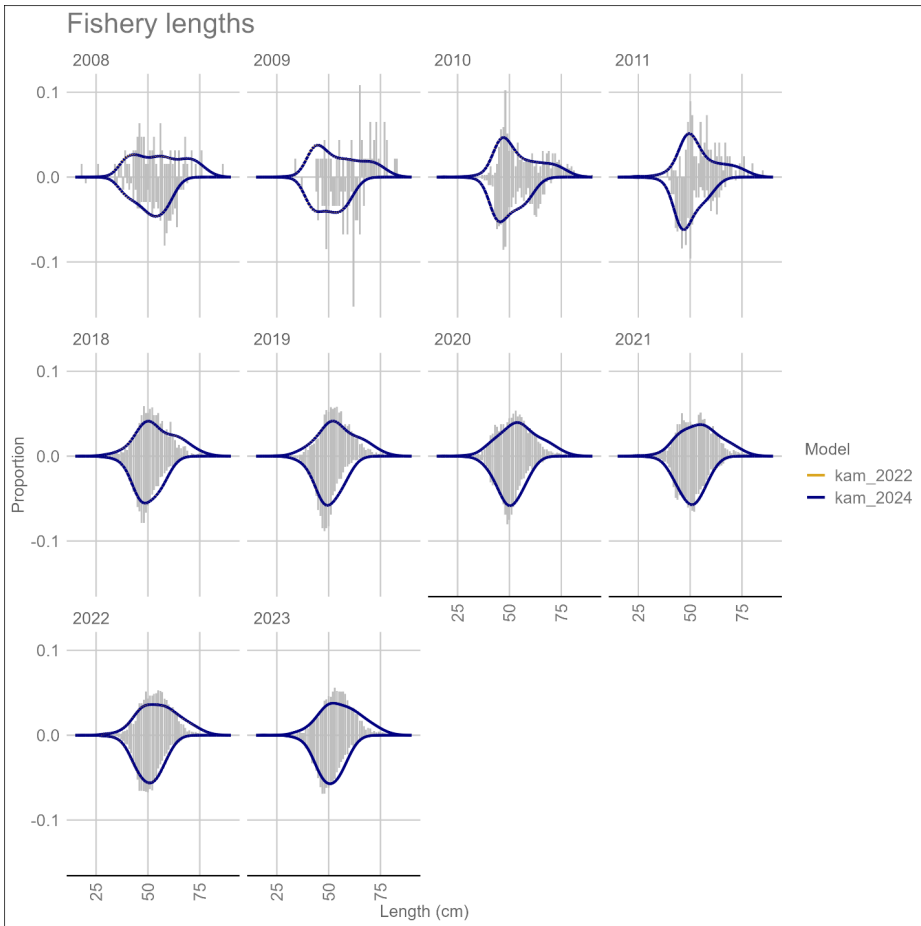 Fishery lengths
2008 2009 2010 2011
0.1
0.0
-0.1
2018 2019 2020 2021
0.1
0.0
-0.1
Proportion
Model
kam_2022
kam_2024
25 50 75 25 50 75
2022 2023
0.1
0.0
-0.1
25 50 75 25 50 75
Length (cm)